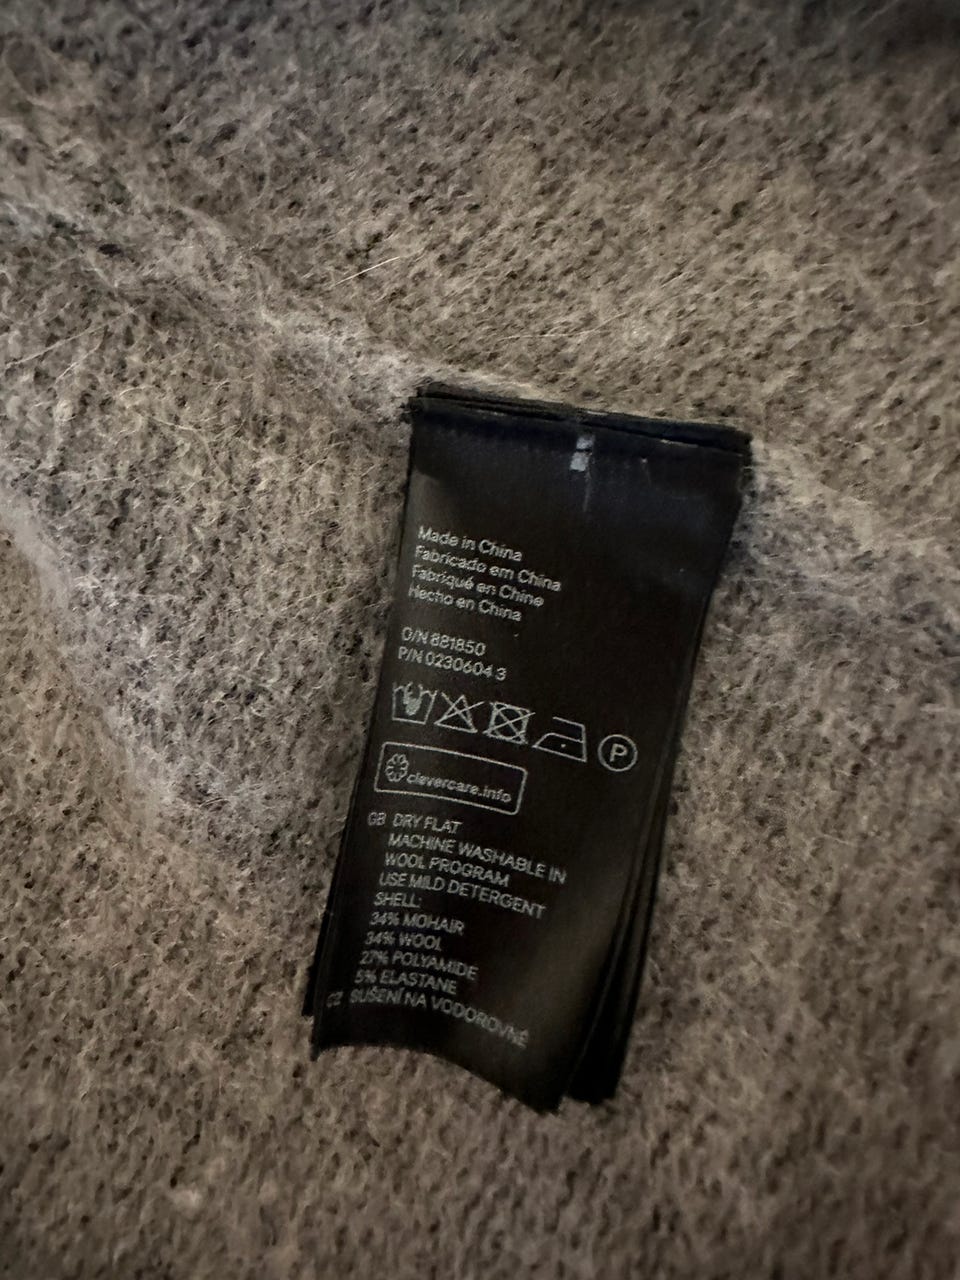 Made in China
Fabricado em China
Fabriqué en Chine
Hecho en China
O/N 881850
P/N 0230604 3
P
clevercare.info
GB DRY FLAT
MACHINE WASHABLE IN
WOOL PROGRAM
USE MILD DETERGENT
SHELL:
34% MOHAIR
34% WOOL
27% POLYAMIDE
5% ELASTANE
CZ SUŠENÍ NA VODOROVNÉ